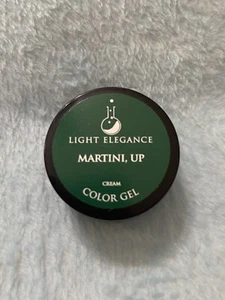 LIGHT ELEGANCE
MARTINI, UP
CREAM
COLOR GEL